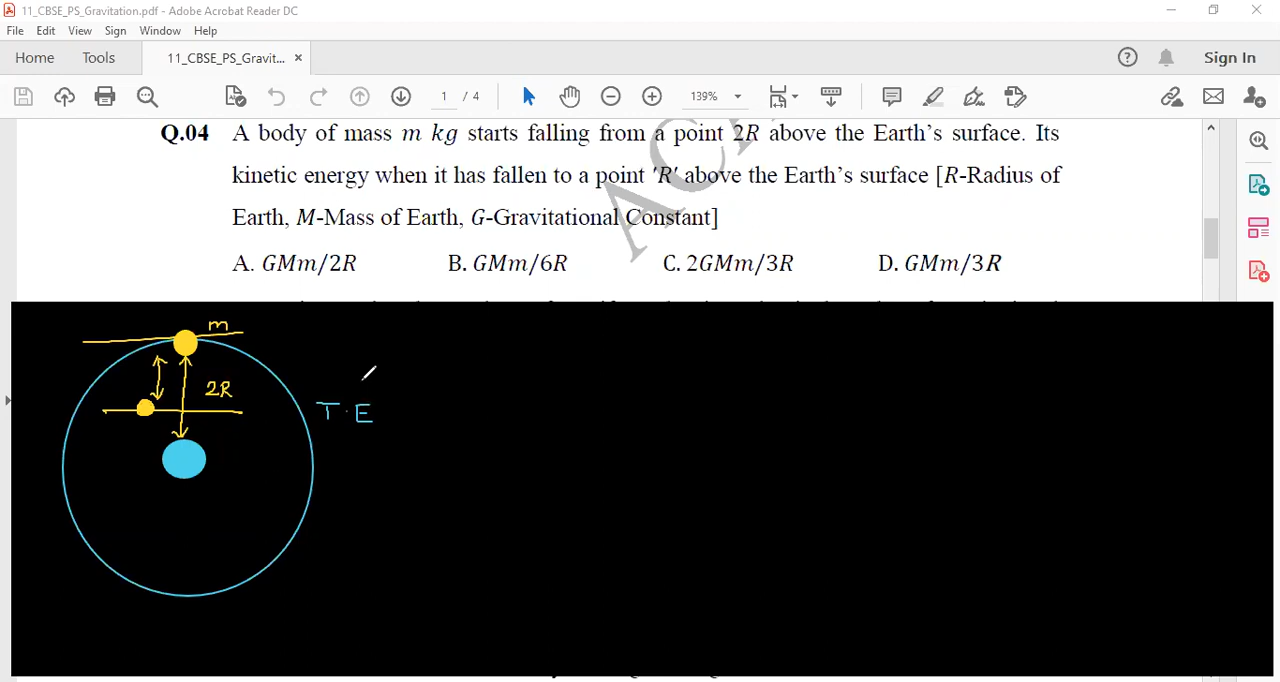 11_CBSE_PS_Gravitation.pdf - Adobe Acrobat Reader DC
File Edit View Sign Window Help
Home Tools 11_CBSE_PS_Gravit... × Sign In
1 / 4 139%
Q.04 A body of mass m kg starts falling from a point 2R above the Earth's surface. Its
kinetic energy when it has fallen to a point 'R' above the Earth's surface [R-Radius of
Earth, M-Mass of Earth, G-Gravitational Constant]
A. GMm/2R B. GMm/6R C. 2GMm/3R D. GMm/3R
m
2R
T.E